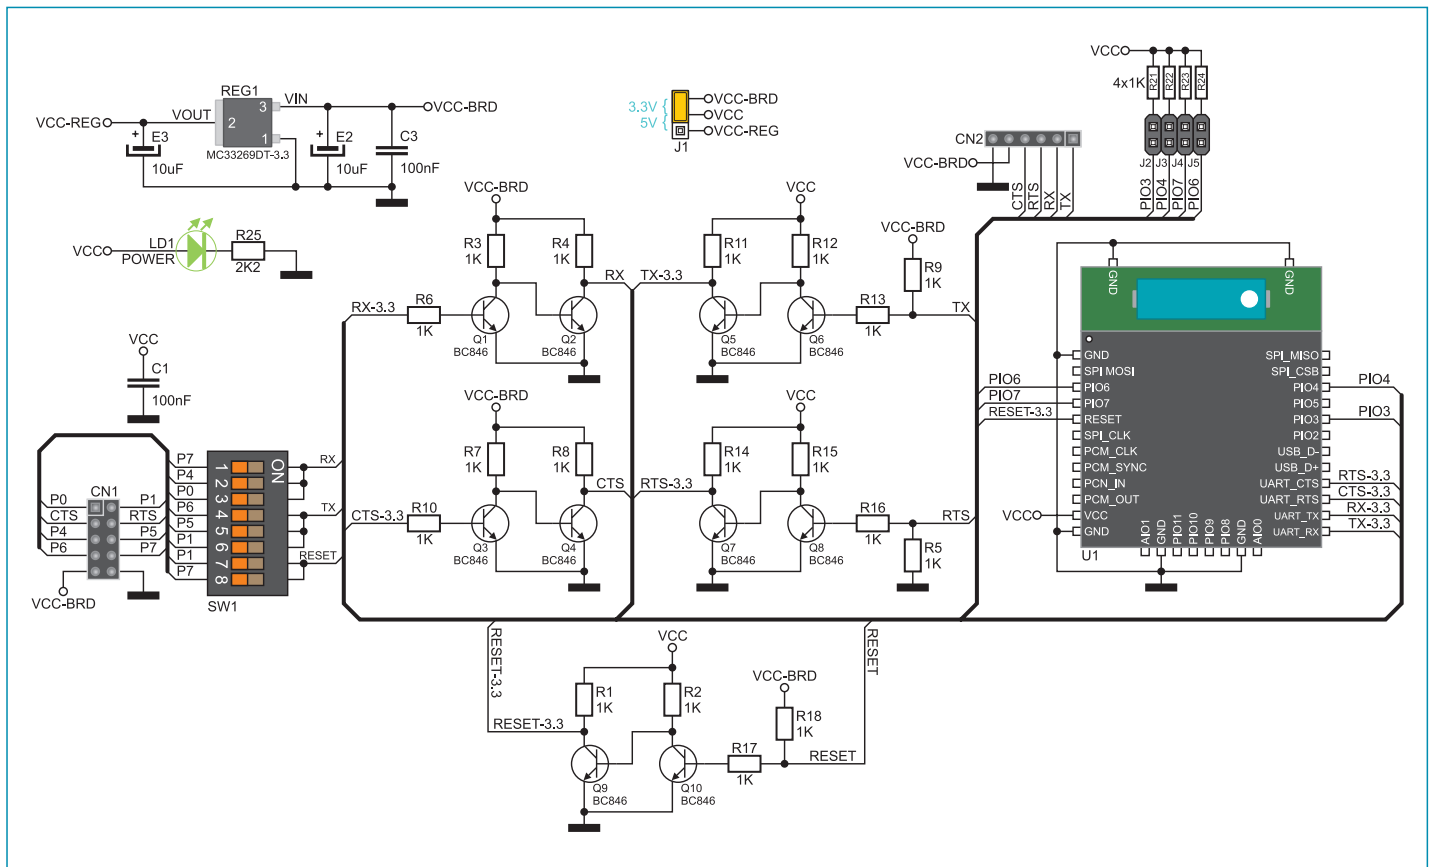 REG1
VCC-REG
VOUT
3
VIN
2
1
VCC-BRD
+
E3
10uF
MC33269DT-3.3
+
E2
10uF
C3
100nF
3.3V
5V
VCC-BRD
VCC
VCC-REG
J1
VCC
4x1K
R21
R22
R23
R24
CN2
VCC-BRD
CTS
RTS
RX
TX
J2
J3
J4
J5
PIO3
PIO4
PIO7
PIO6
VCC
LD1
POWER
R25
2K2
VCC-BRD
R3
1K
R4
1K
RX
RX-3.3
R6
1K
Q1
BC846
Q2
BC846
VCC
R11
1K
R12
1K
TX-3.3
VCC-BRD
R9
1K
R13
1K
TX
Q5
BC846
Q6
BC846
VCC
C1
100nF
VCC-BRD
R7
1K
R8
1K
CTS
CTS-3.3
R10
1K
Q3
BC846
Q4
BC846
VCC
R14
1K
R15
1K
RTS-3.3
R16
1K
RTS
R5
1K
Q7
BC846
Q8
BC846
P0
CTS
P4
P6
CN1
P1
RTS
P5
P7
VCC-BRD
P7
P4
P0
P6
P5
P1
P1
P7
1
2
3
4
5
6
7
8
ON
SW1
RX
TX
RESET
GND
GND
GND
SPI MOSI
PIO6
PIO7
RESET
SPI_CLK
PCM_CLK
PCM_SYNC
PCN_IN
PCM_OUT
VCC
GND
PIO6
PIO7
RESET-3.3
VCC
U1
AIO1
GND
PIO11
PIO10
PIO9
PIO8
GND
AIO0
SPI_MISO
SPI_CSB
PIO4
PIO5
PIO3
PIO2
USB_D-
USB_D+
UART_CTS
UART_RTS
UART_TX
UART_RX
PIO4
PIO3
RTS-3.3
CTS-3.3
RX-3.3
TX-3.3
RESET-3.3
RESET
VCC
R1
1K
R2
1K
RESET-3.3
VCC-BRD
R18
1K
R17
1K
RESET
Q9
BC846
Q10
BC846